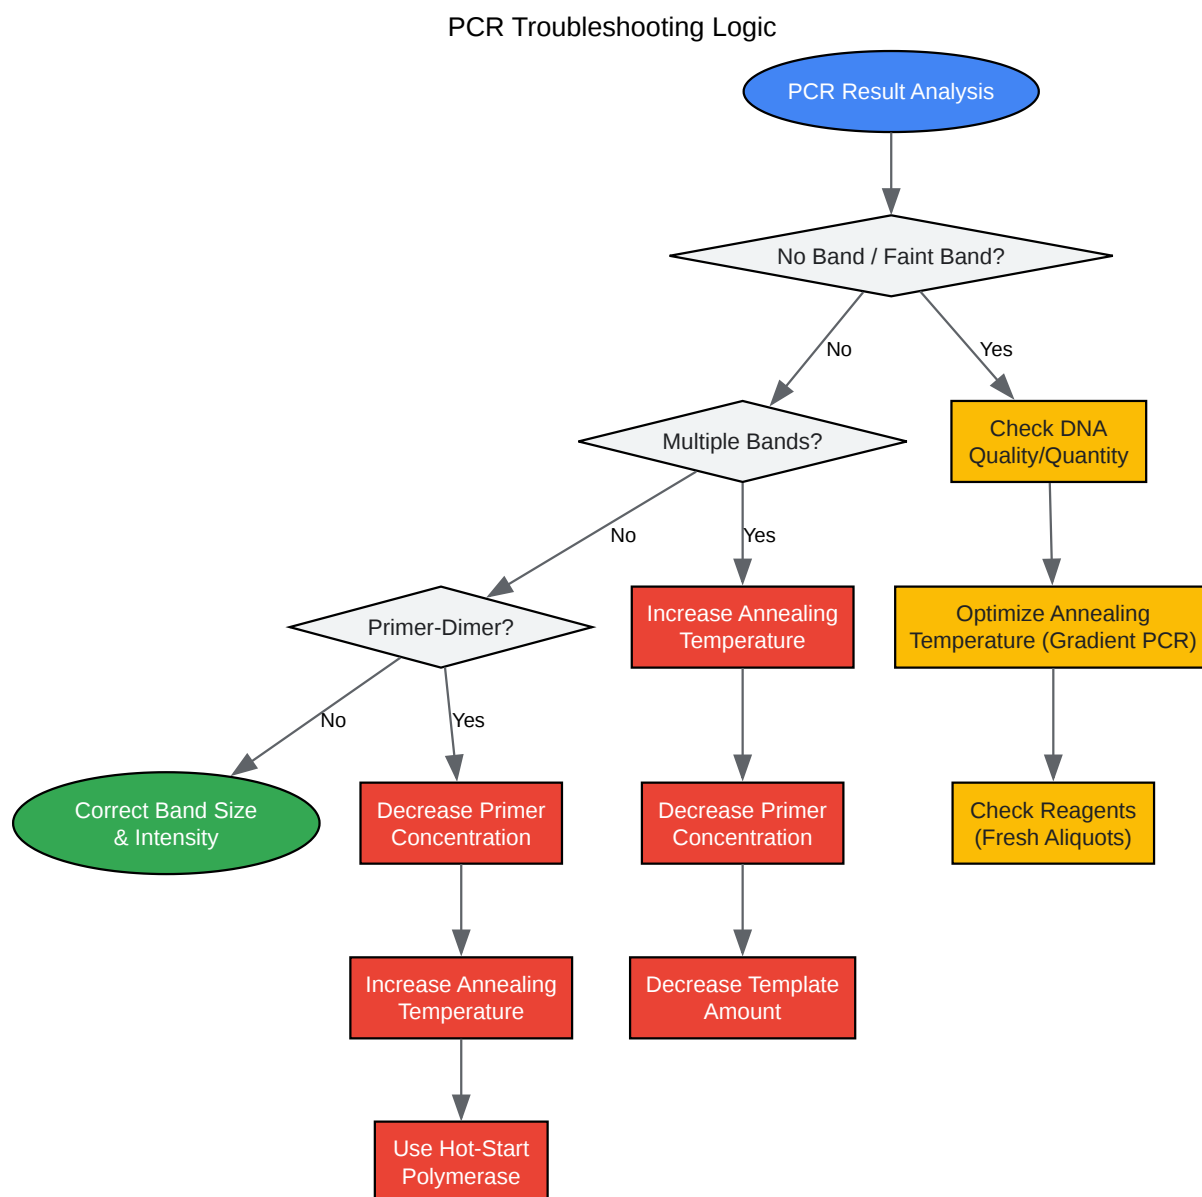 PCR Troubleshooting Logic
PCR Result Analysis
No Band / Faint Band?
No
Yes
Multiple Bands?
Check DNA
Quality/Quantity
No
Yes
Primer-Dimer?
Increase Annealing
Temperature
Optimize Annealing
Temperature (Gradient PCR)
No
Yes
Correct Band Size
& Intensity
Decrease Primer
Concentration
Decrease Primer
Concentration
Check Reagents
(Fresh Aliquots)
Increase Annealing
Temperature
Decrease Template
Amount
Use Hot-Start
Polymerase